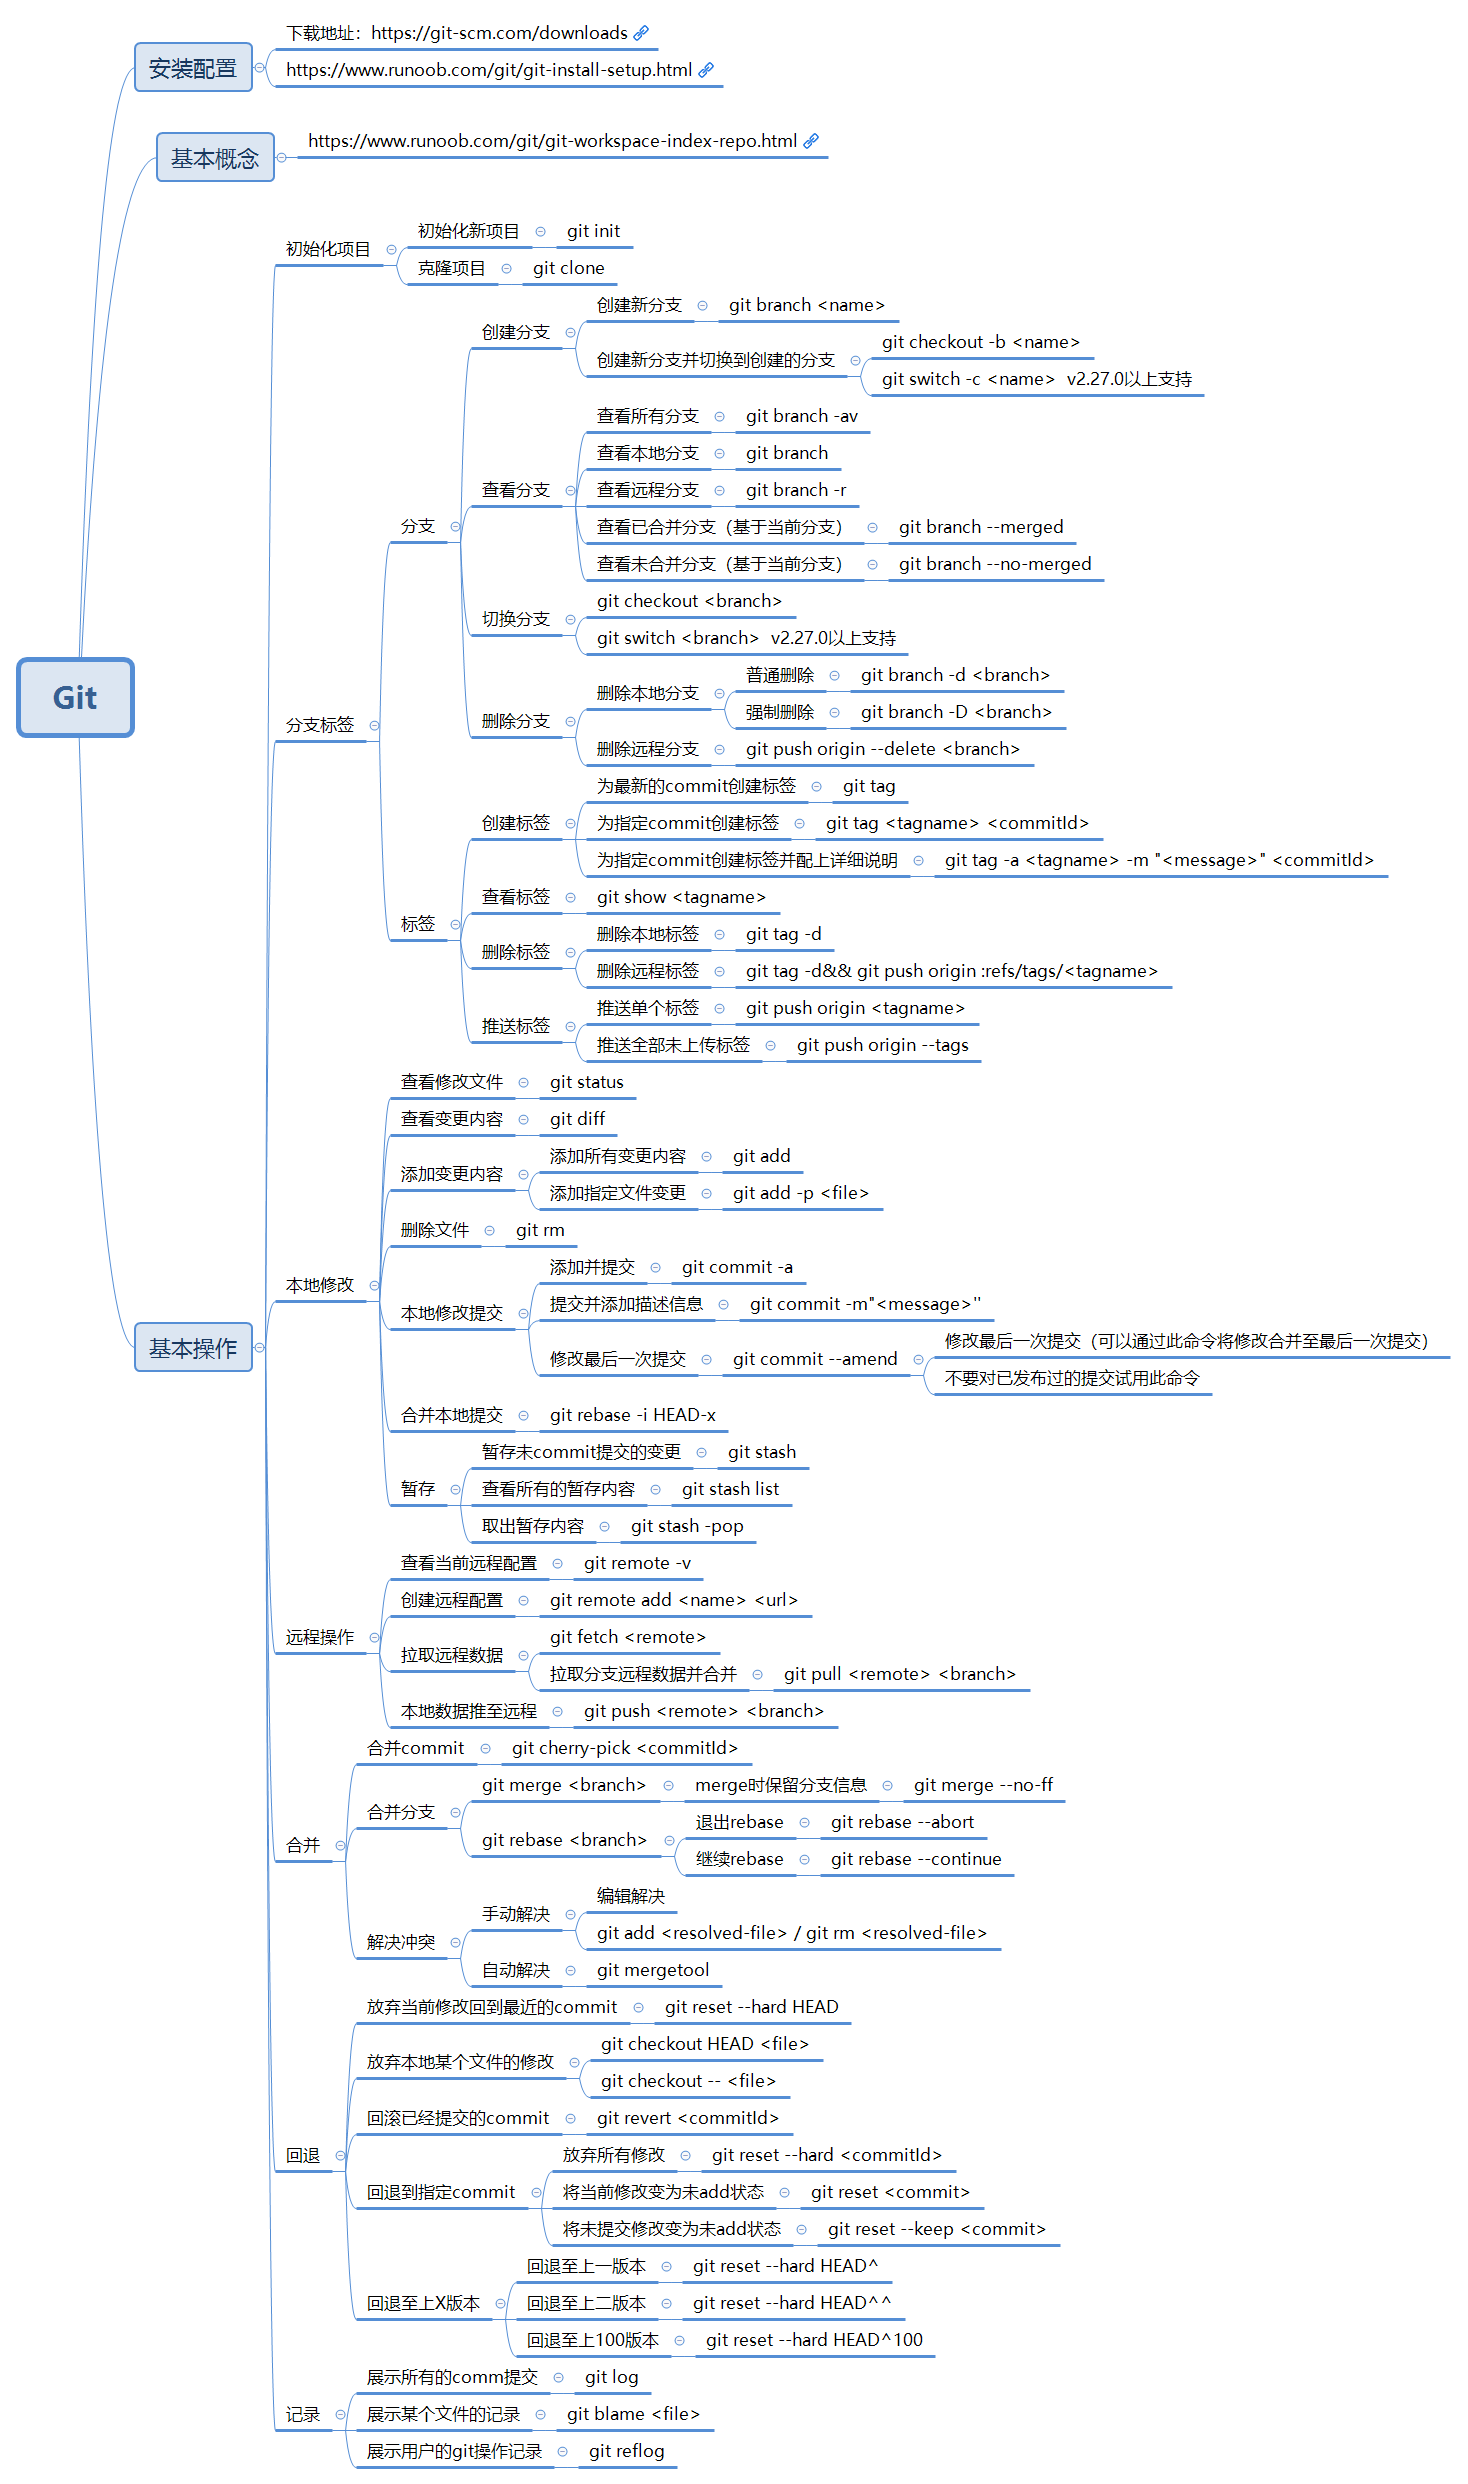 Git
安装配置
下载地址：https://git-scm.com/downloads
https://www.runoob.com/git/git-install-setup.html
基本概念
https://www.runoob.com/git/git-workspace-index-repo.html
基本操作
初始化项目
初始化新项目
git init
克隆项目
git clone
分支标签
分支
创建分支
创建新分支
git branch <name>
创建新分支并切换到创建的分支
git checkout -b <name>
git switch -c <name>  v2.27.0以上支持
查看分支
查看所有分支
git branch -av
查看本地分支
git branch
查看远程分支
git branch -r
查看已合并分支（基于当前分支）
git branch --merged
查看未合并分支（基于当前分支）
git branch --no-merged
切换分支
git checkout <branch>
git switch <branch>  v2.27.0以上支持
删除分支
删除本地分支
普通删除
git branch -d <branch>
强制删除
git branch -D <branch>
删除远程分支
git push origin --delete <branch>
标签
创建标签
为最新的commit创建标签
git tag
为指定commit创建标签
git tag <tagname> <commitId>
为指定commit创建标签并配上详细说明
git tag -a <tagname> -m "<message>" <commitId>
查看标签
git show <tagname>
删除标签
删除本地标签
git tag -d
删除远程标签
git tag -d&& git push origin :refs/tags/<tagname>
推送标签
推送单个标签
git push origin <tagname>
推送全部未上传标签
git push origin --tags
本地修改
查看修改文件
git status
查看变更内容
git diff
添加变更内容
添加所有变更内容
git add
添加指定文件变更
git add -p <file>
删除文件
git rm
本地修改提交
添加并提交
git commit -a
提交并添加描述信息
git commit -m"<message>''
修改最后一次提交
git commit --amend
修改最后一次提交（可以通过此命令将修改合并至最后一次提交）
不要对已发布过的提交试用此命令
合并本地提交
git rebase -i HEAD-x
暂存
暂存未commit提交的变更
git stash
查看所有的暂存内容
git stash list
取出暂存内容
git stash -pop
远程操作
查看当前远程配置
git remote -v
创建远程配置
git remote add <name> <url>
拉取远程数据
git fetch <remote>
拉取分支远程数据并合并
git pull <remote> <branch>
本地数据推至远程
git push <remote> <branch>
合并
合并commit
git cherry-pick <commitId>
合并分支
git merge <branch>
merge时保留分支信息
git merge --no-ff
git rebase <branch>
退出rebase
git rebase --abort
继续rebase
git rebase --continue
解决冲突
手动解决
编辑解决
git add <resolved-file> / git rm <resolved-file>
自动解决
git mergetool
回退
放弃当前修改回到最近的commit
git reset --hard HEAD
放弃本地某个文件的修改
git checkout HEAD <file>
git checkout -- <file>
回滚已经提交的commit
git revert <commitId>
回退到指定commit
放弃所有修改
git reset --hard <commitId>
将当前修改变为未add状态
git reset <commit>
将未提交修改变为未add状态
git reset --keep <commit>
回退至上X版本
回退至上一版本
git reset --hard HEAD^
回退至上二版本
git reset --hard HEAD^^
回退至上100版本
git reset --hard HEAD^100
记录
展示所有的comm提交
git log
展示某个文件的记录
git blame <file>
展示用户的git操作记录
git reflog